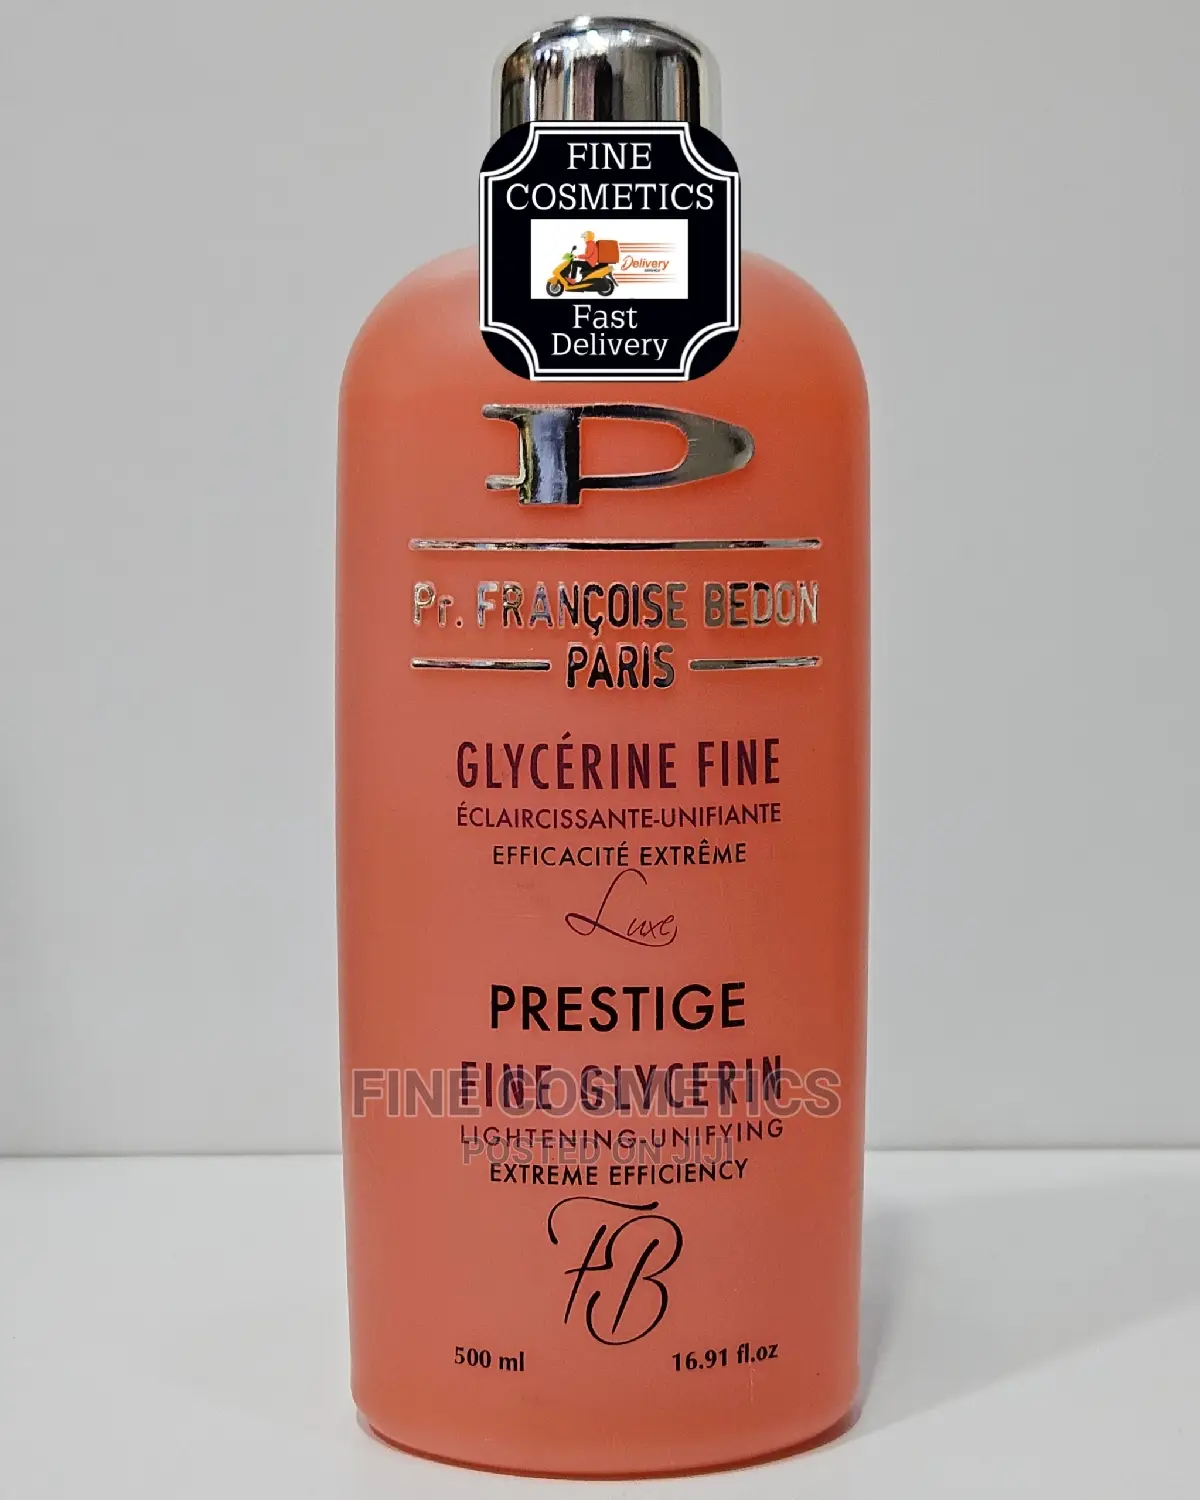 FINE
COSMETICS
Delivery
Fast
Delivery
Pr. FRANÇOISE BEDON
PARIS
GLYCÉRINE FINE
ÉCLAIRCISSANTE-UNIFIANTE
EFFICACITÉ EXTRÊME
Luxe
PRESTIGE
FINE GLYCERIN
FINE COSMETICS
LIGHTENING-UNIFYING
POSTED ON JIJI
EXTREME EFFICIENCY
FB
500 ml 16.91 fl.oz